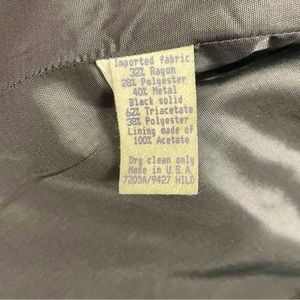 Imported fabric
32% Rayon
28% Polyester
40% Metal
Black solid
62% Triacetate
38% Polyester
Lining made of
100% Acetate
Dry clean only
Made in U.S.A
7205A/9427 HILO